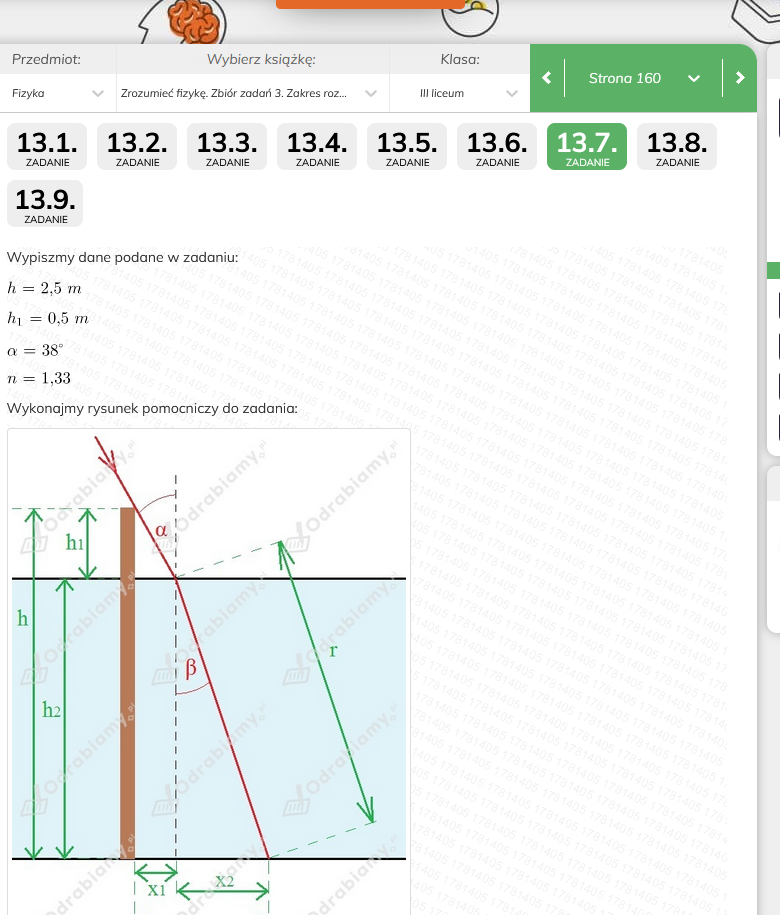 Przedmiot:
Wybierz książkę:
Klasa:
Fizyka
Zrozumieć fizykę. Zbiór zadań 3. Zakres roz...
III liceum
Strona 160
13.1.
ZADANIE
13.2.
ZADANIE
13.3.
ZADANIE
13.4.
ZADANIE
13.5.
ZADANIE
13.6.
ZADANIE
13.7.
ZADANIE
13.8.
ZADANIE
13.9.
ZADANIE
Wypiszmy dane podane w zadaniu:
h = 2,5 m
h₁ = 0,5 m
α = 38°
n = 1,33
Wykonajmy rysunek pomocniczy do zadania:
α
h1
h
β
r
h2
x1
x2
Odrabiamy.pl
1781405